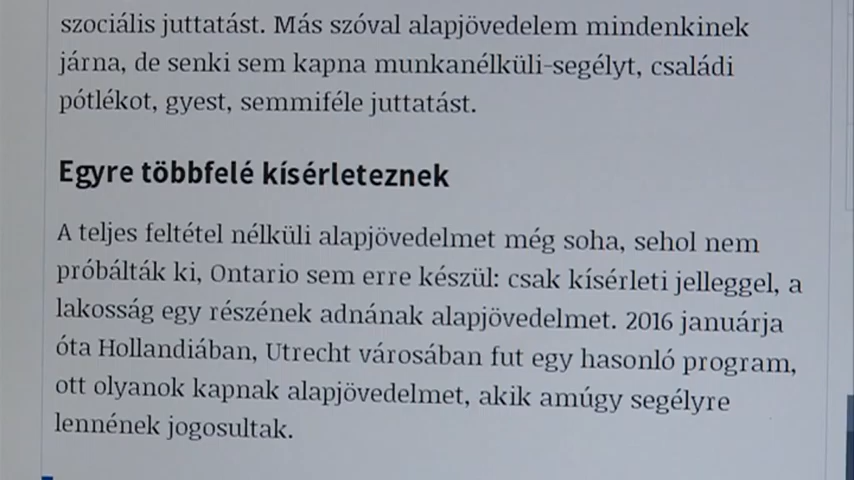 szociális juttatást. Más szóval alapjövedelem mindenkinek
járna, de senki sem kapna munkanélküli-segélyt, családi
pótlékot, gyest, semmiféle juttatást.
Egyre többfelé kísérleteznek
A teljes feltétel nélküli alapjövedelmet még soha, sehol nem
próbálták ki, Ontario sem erre készül: csak kísérleti jelleggel, a
lakosság egy részének adnának alapjövedelmet. 2016 januárja
óta Hollandiában, Utrecht városában fut egy hasonló program,
ott olyanok kapnak alapjövedelmet, akik amúgy segélyre
lennének jogosultak.